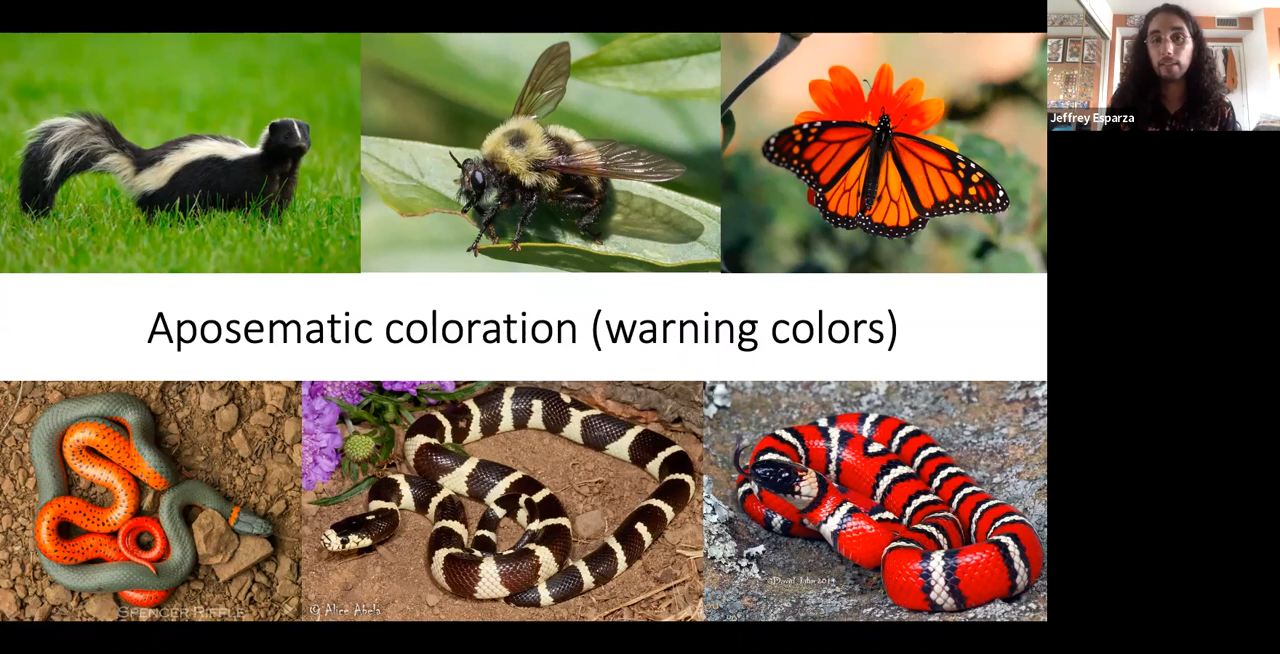 Jeffrey Esparza
Aposematic coloration (warning colors)
SPENCER RIFFLE
© Alice Abela